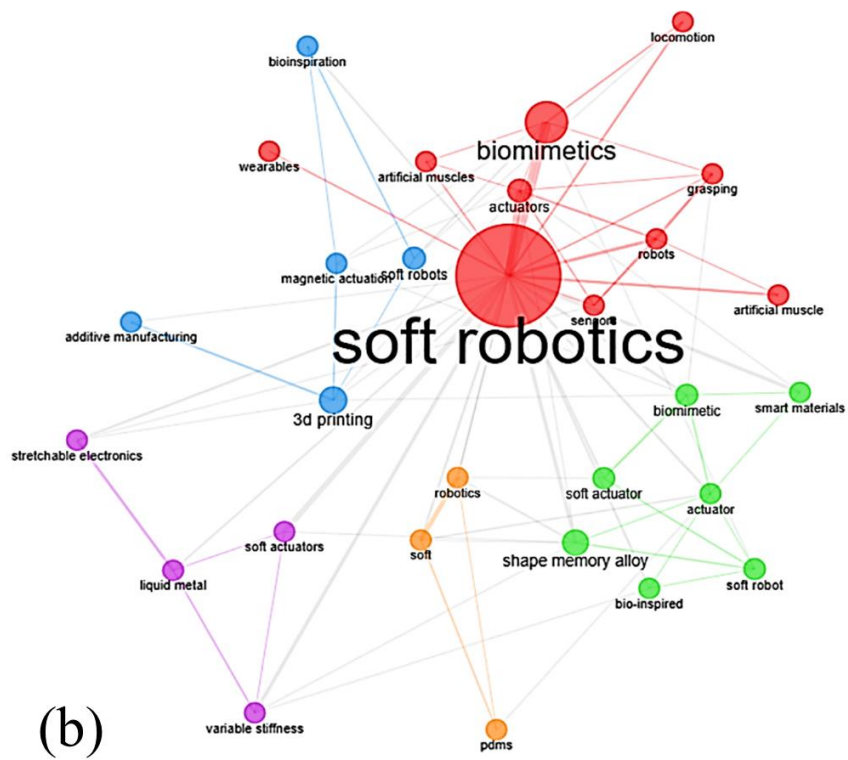 locomotion
bioinspiration
biomimetics
wearables
artificial muscles
grasping
actuators
robots
magnetic actuation
soft robots
artificial muscle
sensors
additive manufacturing
soft robotics
3d printing
biomimetic
smart materials
stretchable electronics
robotics
soft actuator
actuator
soft actuators
soft
shape memory alloy
liquid metal
soft robot
bio-inspired
variable stiffness
(b)
pdms